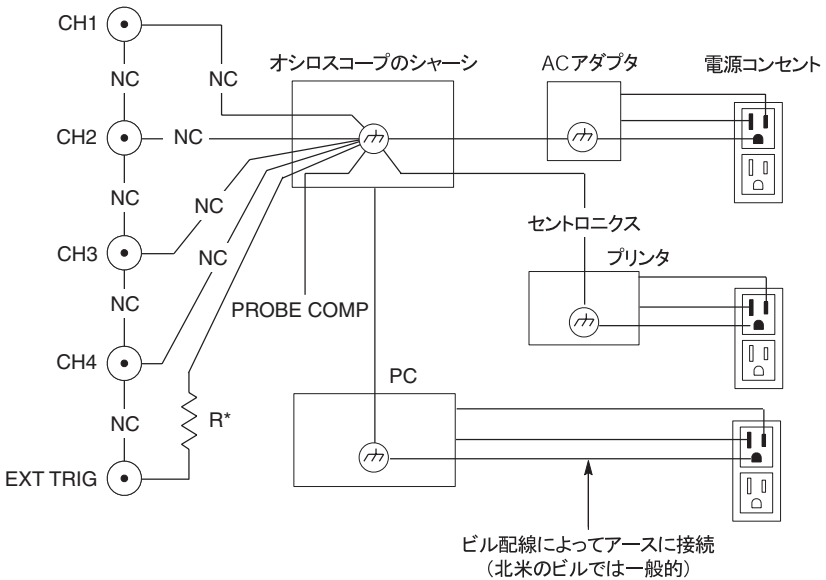 CH1
NC
NC
オシロスコープのシャーシ
ACアダプタ
電源コンセント
CH2
NC
NC
NC
CH3
NC
NC
セントロニクス
プリンタ
PROBE COMP
CH4
PC
NC
R*
EXT TRIG
ビル配線によってアースに接続
(北米のビルでは一般的)